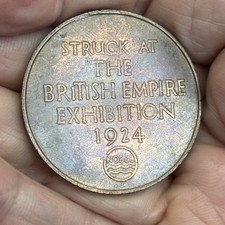 STRUCK AT
THE
BRITISH EMPIRE
EXHIBITION
1924